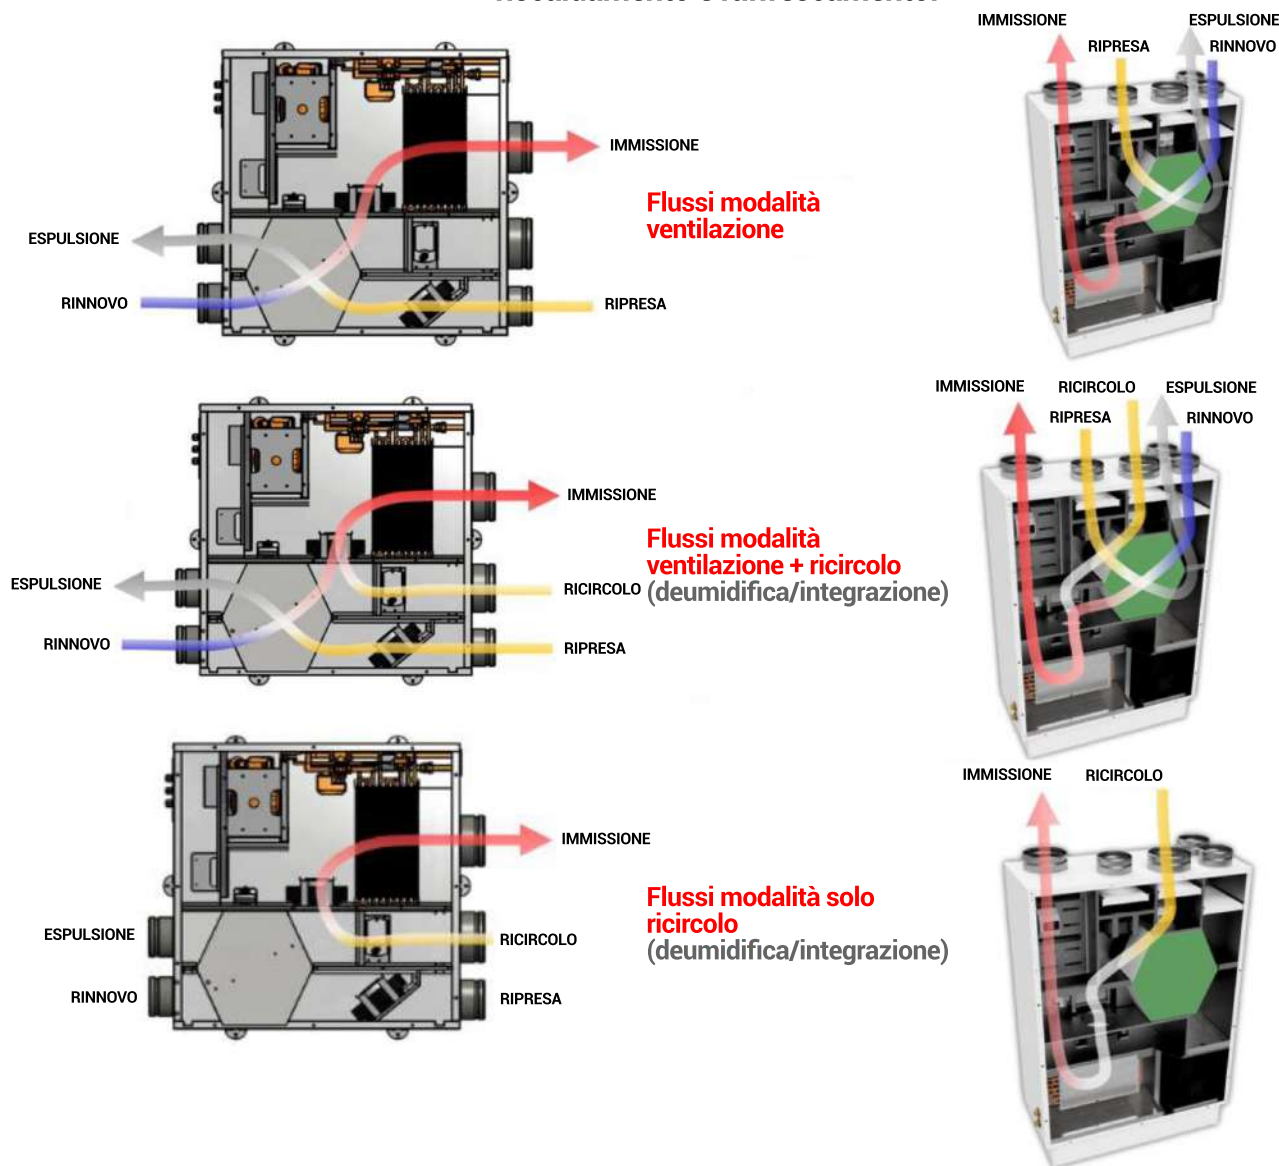 IMMISSIONE
ESPULSIONE
RIPRESA
RINNOVO
IMMISSIONE
Flussi modalità
ventilazione
ESPULSIONE
RINNOVO
RIPRESA
IMMISSIONE
RICIRCOLO
ESPULSIONE
RIPRESA
RINNOVO
IMMISSIONE
Flussi modalità
ventilazione + ricircolo
(deumidifica/integrazione)
ESPULSIONE
RICIRCOLO
RINNOVO
RIPRESA
IMMISSIONE
RICIRCOLO
IMMISSIONE
Flussi modalità solo
ricircolo
(deumidifica/integrazione)
ESPULSIONE
RICIRCOLO
RINNOVO
RIPRESA